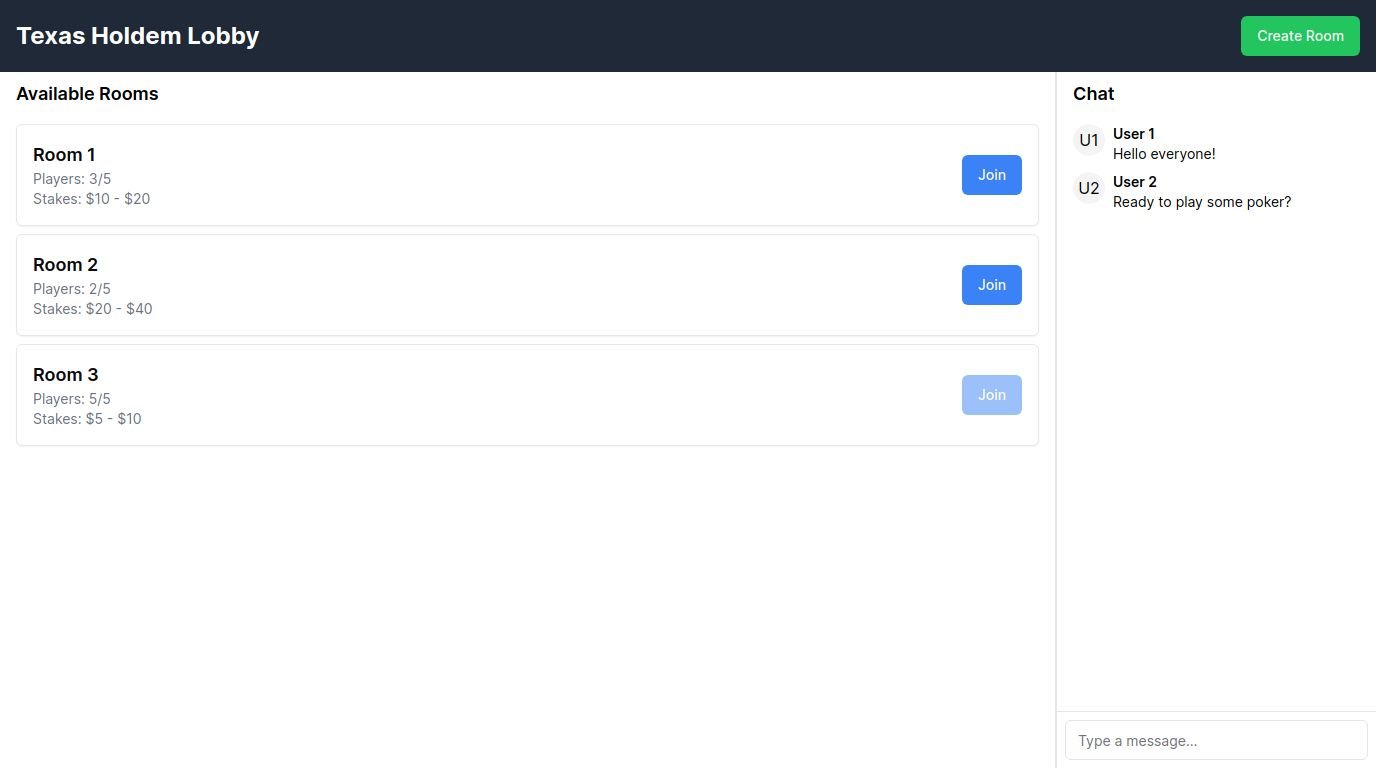 Texas Holdem Lobby
Create Room
Available Rooms
Room 1
Players: 3/5
Stakes: $10 - $20
Join
Room 2
Players: 2/5
Stakes: $20 - $40
Join
Room 3
Players: 5/5
Stakes: $5 - $10
Join
Chat
U1
User 1
Hello everyone!
U2
User 2
Ready to play some poker?
Type a message...